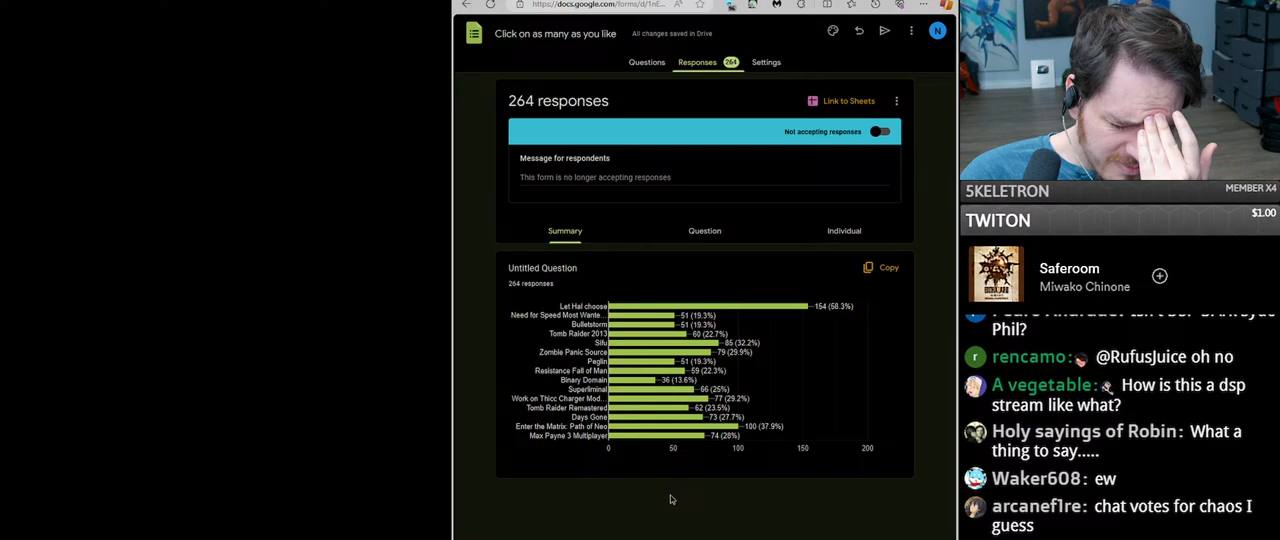 https://docs.google.com/forms/d/1nE...
Click on as many as you like
All changes saved in Drive
N
Questions
Responses 264
Settings
264 responses
Link to Sheets
Not accepting responses
Message for respondents
This form is no longer accepting responses
Summary
Question
Individual
Untitled Question
Copy
264 responses
Let Hal choose 154 (58.3%)
Need for Speed Most Wante... 51 (19.3%)
Bulletstorm 51 (19.3%)
Tomb Raider 2013 60 (22.7%)
Sifu 85 (32.2%)
Zombie Panic Source 79 (29.9%)
Peglin 51 (19.3%)
Resistance Fall of Man 59 (22.3%)
Binary Domain 36 (13.6%)
Superliminal 66 (25%)
Work on Thicc Charger Mod... 77 (29.2%)
Tomb Raider Remastered 62 (23.5%)
Days Gone 73 (27.7%)
Enter the Matrix: Path of Neo 100 (37.9%)
Max Payne 3 Multiplayer 74 (28%)
0 50 100 150 200
5KELETRON
MEMBER X4
TWITON
$1.00
Saferoom
Miwako Chinone
Phil?
rencamo: @RufusJuice oh no
A vegetable: How is this a dsp
stream like what?
Holy sayings of Robin: What a
thing to say.....
Waker608: ew
arcanef1re: chat votes for chaos I
guess